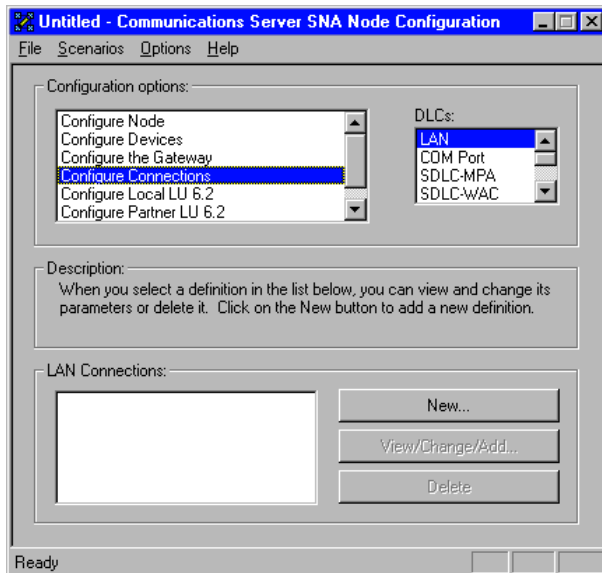 Untitled - Communications Server SNA Node Configuration
File Scenarios Options Help
Configuration options:
Configure Node
Configure Devices
Configure the Gateway
Configure Connections
Configure Local LU 6.2
Configure Partner LU 6.2
DLCs:
LAN
COM Port
SDLC-MPA
SDLC-WAC
Description:
When you select a definition in the list below, you can view and change its
parameters or delete it. Click on the New button to add a new definition.
LAN Connections:
New...
View/Change/Add...
Delete
Ready